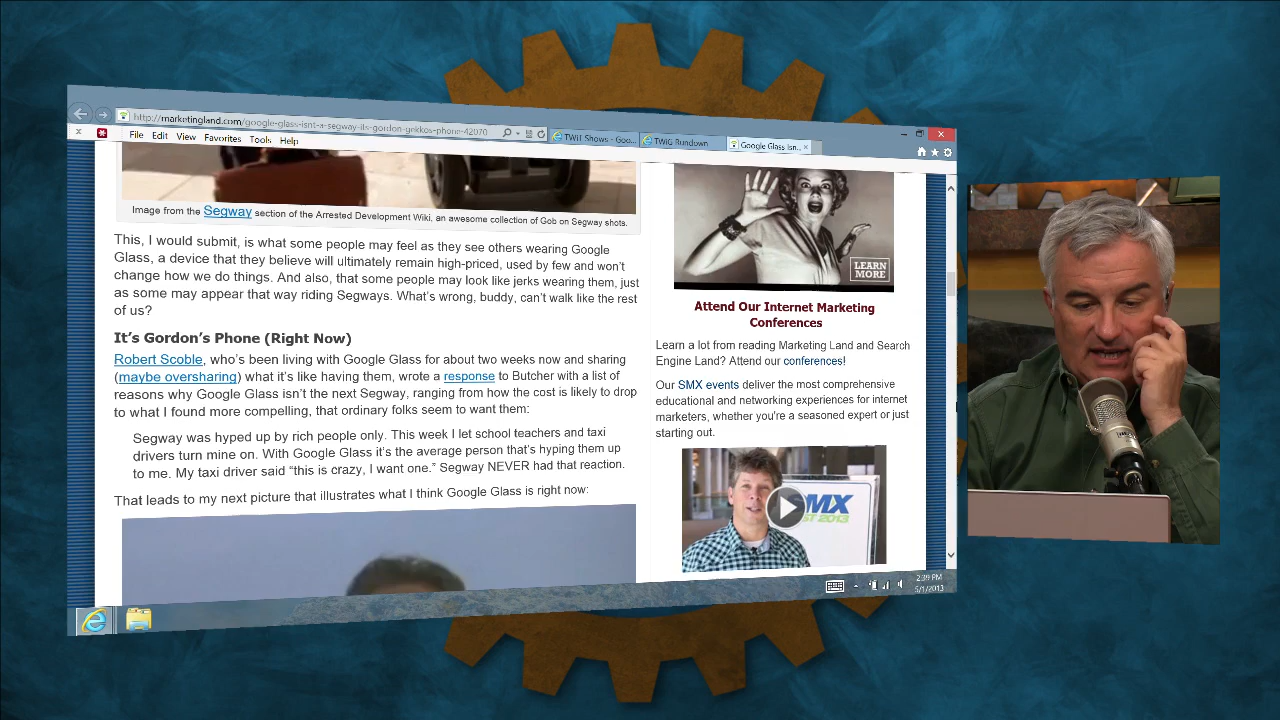 http://marketingland.com/google-glass-isnt-a-segway-its-gordon-gekkos-phone-42070
TWiT Shows - Goo...
TWiG Rundown
Google Glass Isn...
File Edit View Favorites Tools Help
Image from the Segway section of the Arrested Development Wiki, an awesome collection of Gob on Segway shots.
This, I would submit, is what some people may feel as they see others wearing Google
Glass, a device that they believe will ultimately remain high-priced, used by few and won't
change how we do things. And also, that some people may look like jerks wearing them, just
as some may appear that way riding Segways. What's wrong, buddy, can't walk like the rest
of us?
It's Gordon's Phone (Right Now)
Robert Scoble, who's been living with Google Glass for about two weeks now and sharing
(maybe oversharing) what it's like to use them, wrote a response to Pilcher with a list of
reasons why Google Glass isn't the next Segway, ranging from how the cost is likely to drop
to what I found more compelling, that ordinary folks seem to want them:
Segway was hyped up by rich people only. This week I let school teachers and taxi
drivers turn mine on. With Google Glass it's the average person that's hyping them up
to me. My taxi driver said "this is crazy, I want one." Segway NEVER had that reaction.
That leads to my next picture that illustrates what I think Google Glass is right now:
LEARN
MORE
Attend Our Internet Marketing
Conferences
Learn a lot from reading Marketing Land and Search
Engine Land? Attend our conferences!
Our SMX events deliver the most comprehensive
educational and networking experiences for internet
marketers, whether you're a seasoned expert or just
starting out.
2:39 PM
5/1/2013